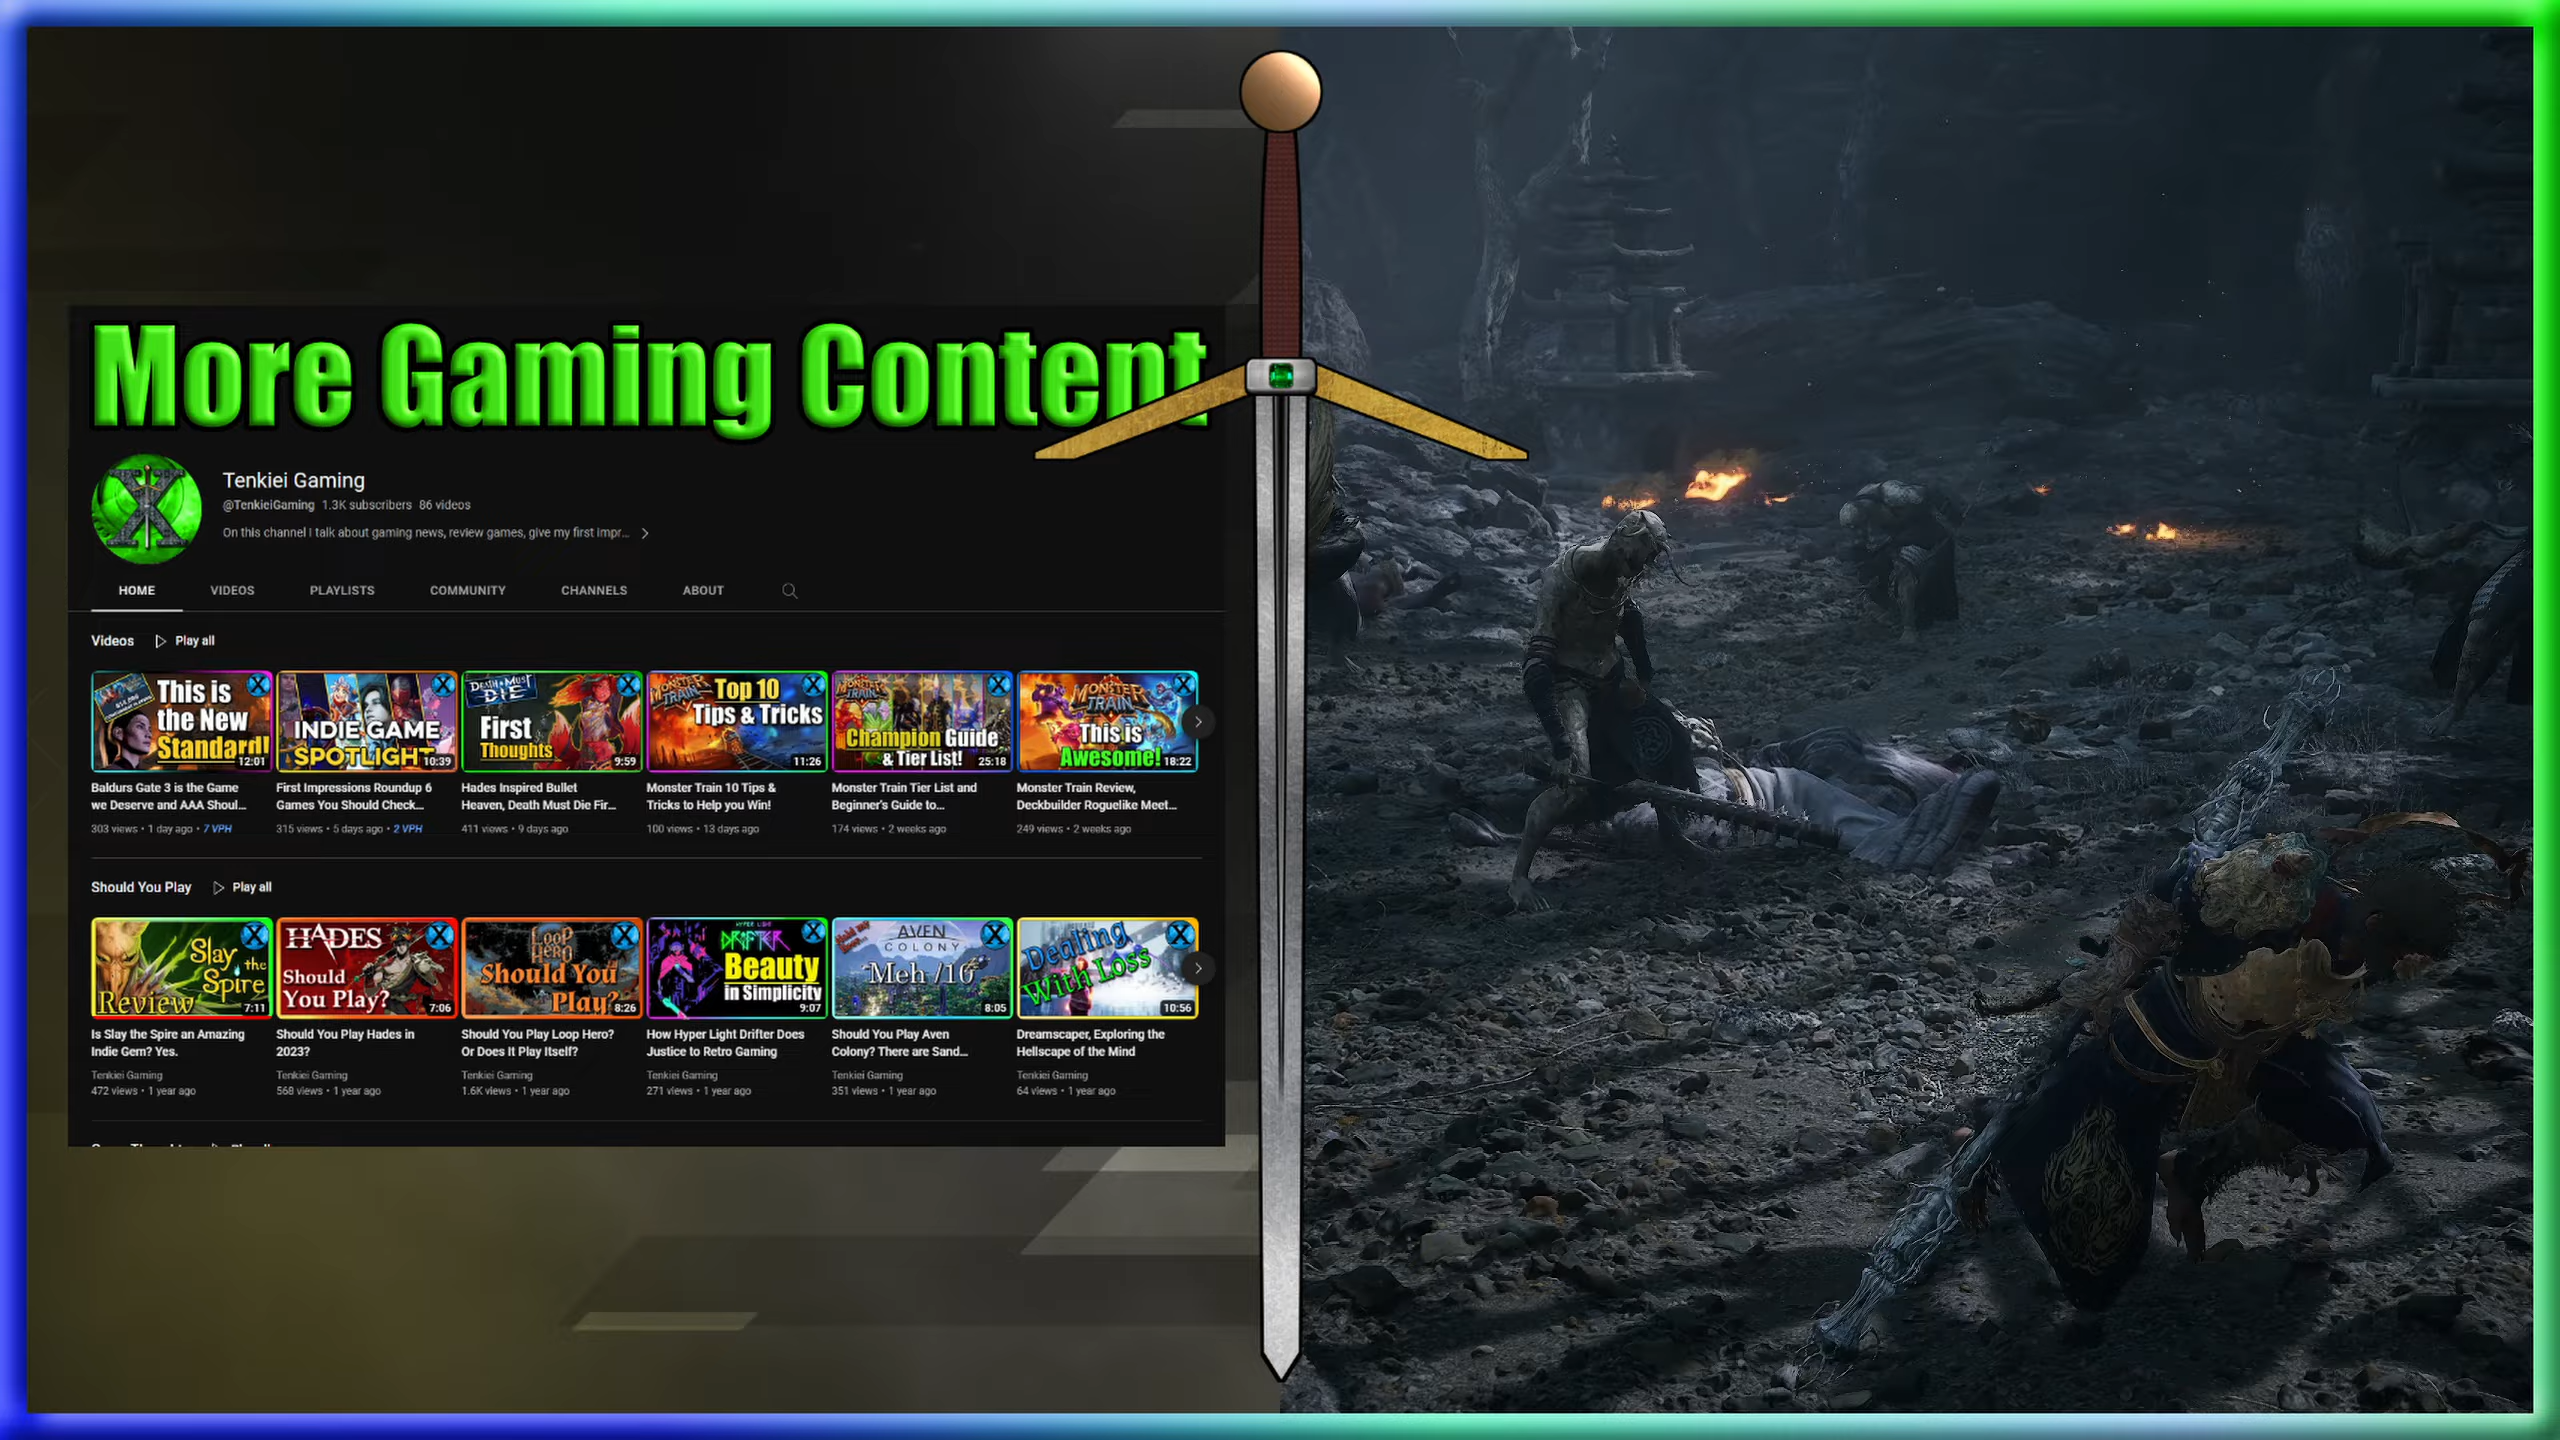 More Gaming Content
Tenkiei Gaming
@TenkieiGaming 1.3K subscribers 86 videos
On this channel I talk about gaming news, review games, give my first impr...
HOME VIDEOS PLAYLISTS COMMUNITY CHANNELS ABOUT
Videos Play all
This is
the New
Standard!
12:01
INDIE GAME
SPOTLIGHT
10:39
DEATH MUST
DIE
First
Thoughts
9:59
MONSTER
TRAIN
Top 10
Tips & Tricks
11:26
MONSTER
TRAIN
Champion Guide
& Tier List!
25:18
MONSTER
TRAIN
This is
Awesome!
18:22
Baldurs Gate 3 is the Game
we Deserve and AAA Shoul...
303 views • 1 day ago • 7 VPH
First Impressions Roundup 6
Games You Should Check...
315 views • 5 days ago • 2 VPH
Hades Inspired Bullet
Heaven, Death Must Die Fir...
411 views • 9 days ago
Monster Train 10 Tips &
Tricks to Help you Win!
100 views • 13 days ago
Monster Train Tier List and
Beginner's Guide to...
174 views • 2 weeks ago
Monster Train Review,
Deckbuilder Roguelike Meet...
249 views • 2 weeks ago
Should You Play Play all
Slay
the
Spire
Review
7:11
HADES
Should
You Play?
7:06
LOOP
HERO
Should You
Play?
8:26
HYPER LIGHT
DRIFTER
Beauty
in Simplicity
9:07
AVEN
COLONY
Meh /10
8:05
Dealing
With Loss
10:56
Is Slay the Spire an Amazing
Indie Gem? Yes.
Tenkiei Gaming
472 views • 1 year ago
Should You Play Hades in
2023?
Tenkiei Gaming
568 views • 1 year ago
Should You Play Loop Hero?
Or Does It Play Itself?
Tenkiei Gaming
1.6K views • 1 year ago
How Hyper Light Drifter Does
Justice to Retro Gaming
Tenkiei Gaming
271 views • 1 year ago
Should You Play Aven
Colony? There are Sand...
Tenkiei Gaming
351 views • 1 year ago
Dreamscaper, Exploring the
Hellscape of the Mind
Tenkiei Gaming
64 views • 1 year ago